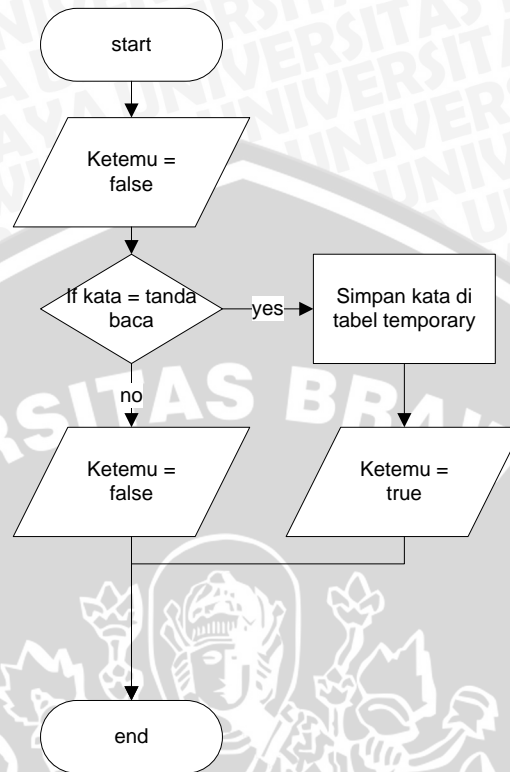 start
Ketemu =
false
If kata = tanda
baca
yes
Simpan kata di
tabel temporary
no
Ketemu =
false
Ketemu =
true
end